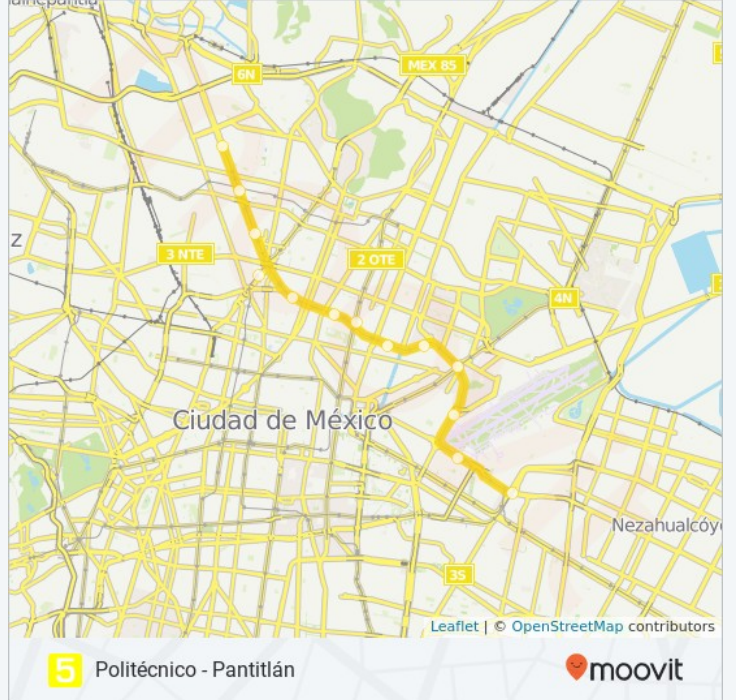 6N
MEX 85
z
3 NTE
2 OTE
4N
Ciudad de México
Nezahualcóy
3S
Leaflet | © OpenStreetMap contributors
5 Politécnico - Pantitlán
moovit